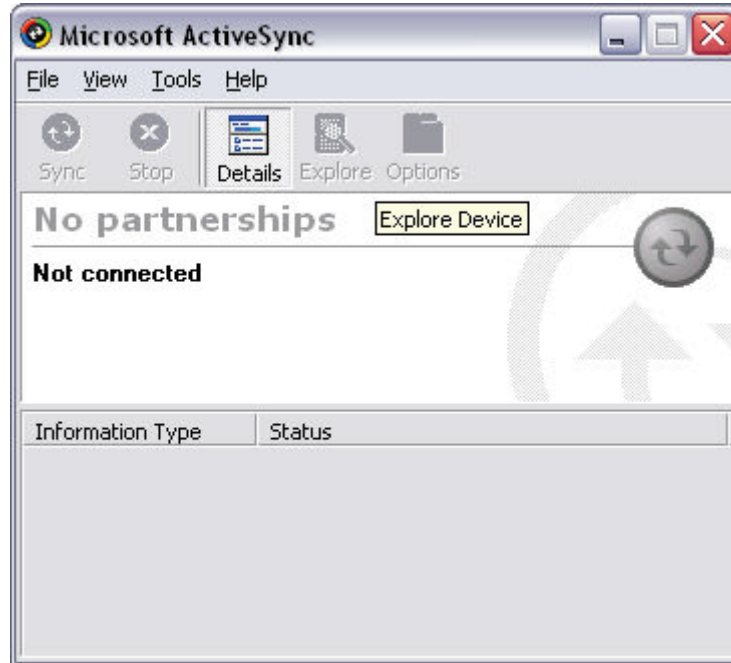 Microsoft ActiveSync
File View Tools Help
Sync Stop Details Explore Options
No partnerships
Explore Device
Not connected
Information Type Status